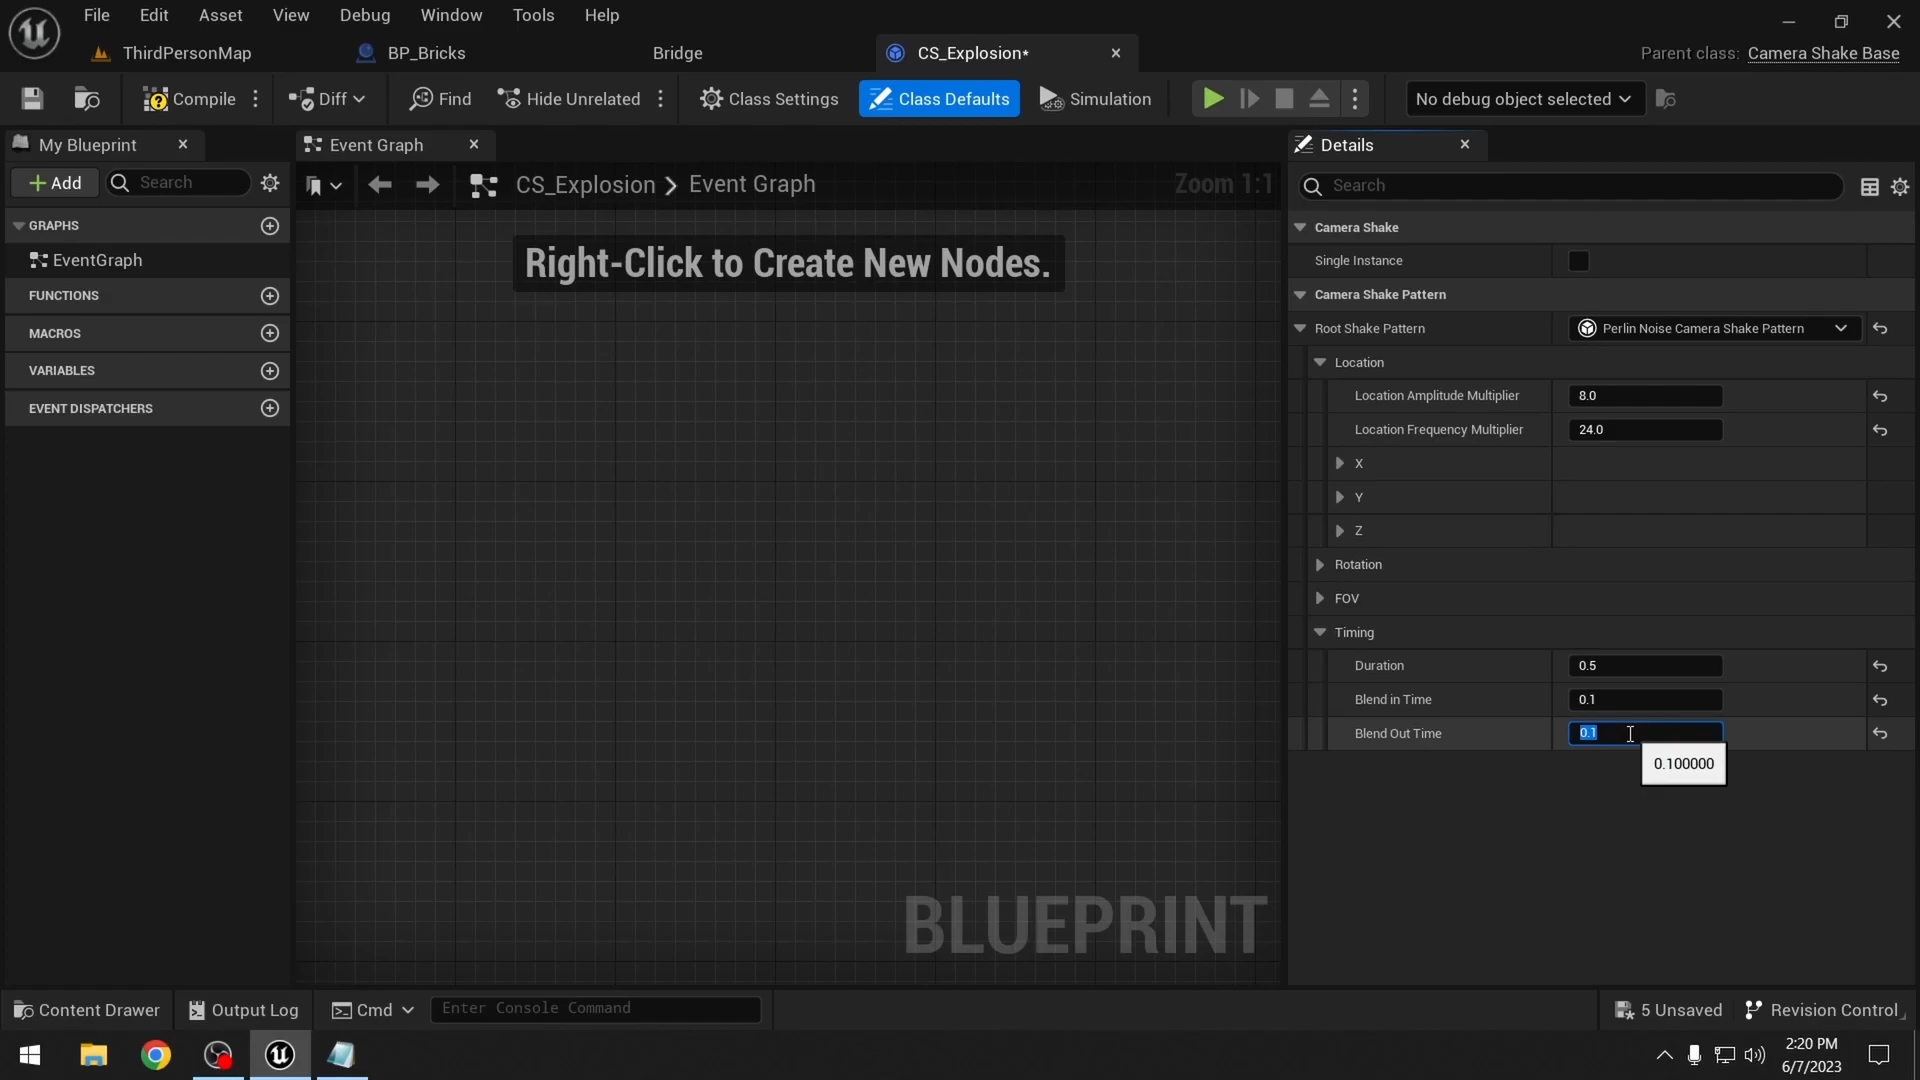 File Edit Asset View Debug Window Tools Help
ThirdPersonMap BP_Bricks Bridge CS_Explosion* Parent class: Camera Shake Base
Compile Diff Find Hide Unrelated Class Settings Class Defaults Simulation No debug object selected
My Blueprint Event Graph Details
Add Search CS_Explosion Event Graph Zoom 1:1 Search
GRAPHS
EventGraph
FUNCTIONS
MACROS
VARIABLES
EVENT DISPATCHERS
Right-Click to Create New Nodes.
BLUEPRINT
Camera Shake
Single Instance
Camera Shake Pattern
Root Shake Pattern Perlin Noise Camera Shake Pattern
Location
Location Amplitude Multiplier 8.0
Location Frequency Multiplier 24.0
X
Y
Z
Rotation
FOV
Timing
Duration 0.5
Blend in Time 0.1
Blend Out Time 0.1
0.100000
Content Drawer Output Log Cmd Enter Console Command 5 Unsaved Revision Control
2:20 PM
6/7/2023